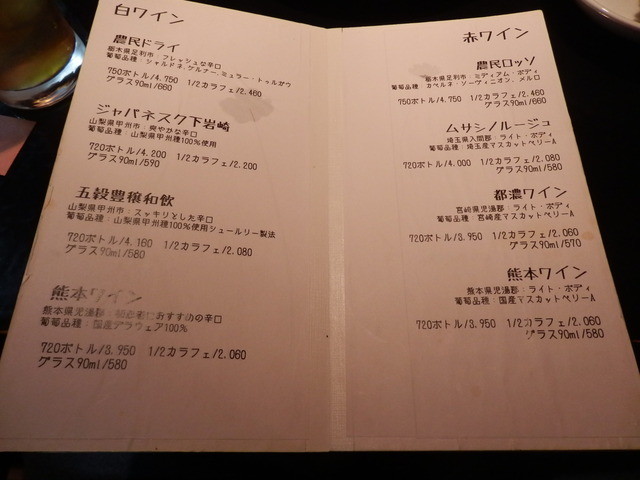 白ワイン
農民ドライ
栃木県足利市：フレッシュな辛口
葡萄品種：シャルドネ、ケルナー、ミュラー・トゥルガウ
750ボトル/4.750 1/2カラフェ/2.460
グラス90ml/660
ジャパネスク下岩崎
山梨県甲州市：爽やかな辛口
葡萄品種：山梨県甲州種100%使用
720ボトル/4.200 1/2カラフェ/2.200
グラス90ml/590
五穀豊穣和飲
山梨県甲州市：スッキリとした辛口
葡萄品種：山梨県甲州種100%使用シュールリー製法
720ボトル/4.160 1/2カラフェ/2.080
グラス90ml/580
熊本ワイン
熊本県児湯郡：初心者におすすめの辛口
葡萄品種：国産デラウェア100%
720ボトル/3.950 1/2カラフェ/2.060
グラス90ml/580
赤ワイン
農民ロッソ
栃木県足利市：ミディアム・ボディ
葡萄品種：カベルネ・ソーヴィニオン、メルロ
750ボトル/4.750 1/2カラフェ/2.460
グラス90ml/660
ムサシノルージュ
埼玉県入間郡：ライト・ボディ
葡萄品種：埼玉産マスカットベリーA
720ボトル/4.000 1/2カラフェ/2.080
グラス90ml/580
都濃ワイン
宮崎県児湯郡：ライト・ボディ
葡萄品種：宮崎産マスカットベリーA
720ボトル/3.950 1/2カラフェ/2.060
グラス90ml/570
熊本ワイン
熊本県児湯郡：ライト・ボディ
葡萄品種：国産マスカットベリーA
720ボトル/3.950 1/2カラフェ/2.060
グラス90ml/580